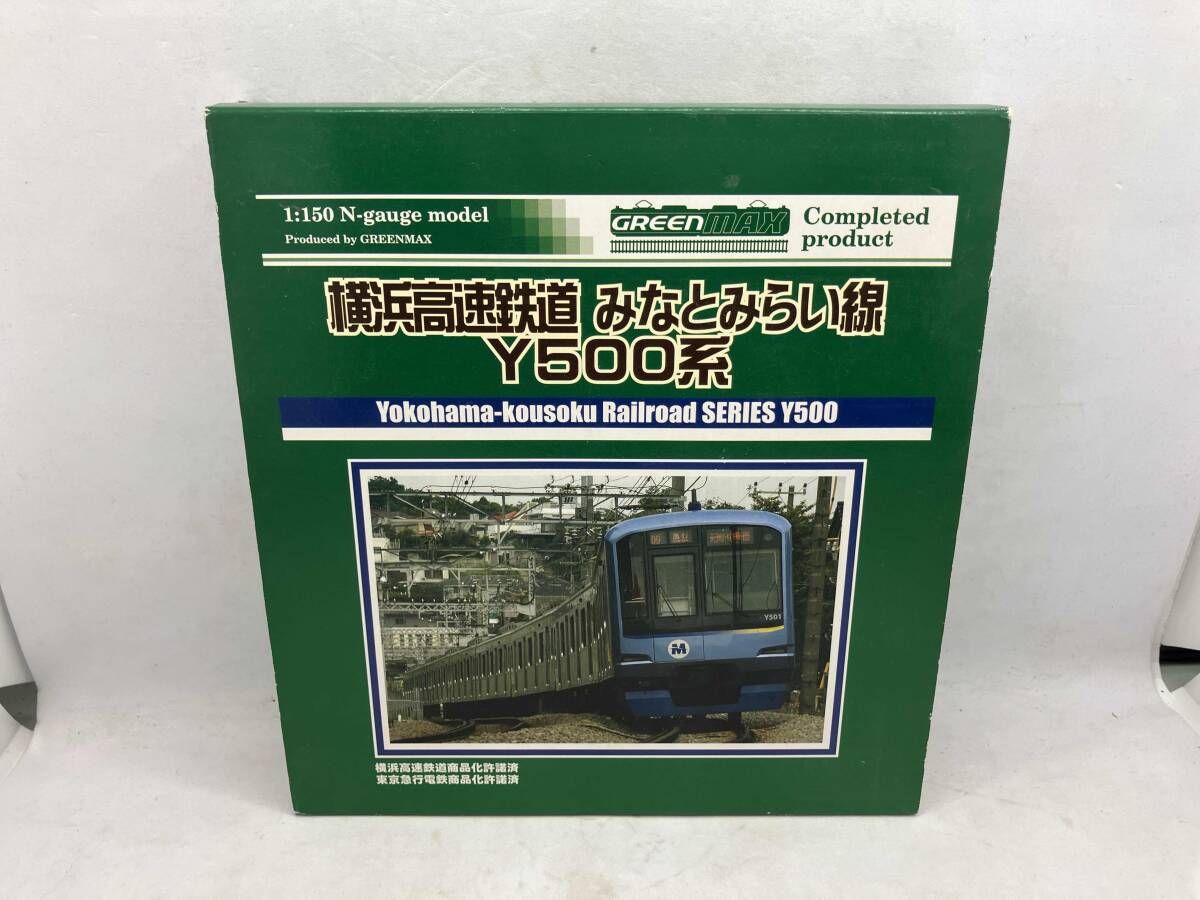 1:150 N-gauge model
Produced by GREENMAX
GREENMAX
Completed
product
横浜高速鉄道 みなとみらい線
Y500系
Yokohama-kousoku Railroad SERIES Y500
急行
Y501
M
横浜高速鉄道商品化許諾済
東京急行電鉄商品化許諾済